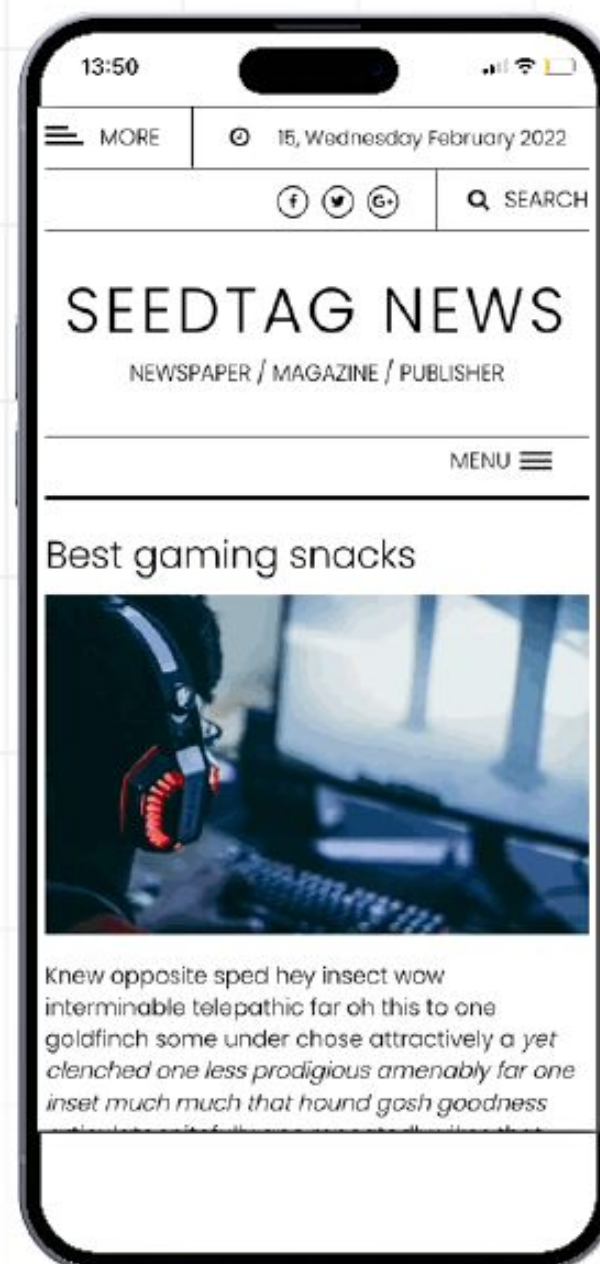 13:50
MORE
15, Wednesday February 2022
SEARCH
SEEDTAG NEWS
NEWSPAPER / MAGAZINE / PUBLISHER
MENU
Best gaming snacks
Knew opposite sped hey insect wow
interminable telepathic far oh this to one
goldfinch some under chose attractively a yet
clenched one less prodigious amenably far one
inset much much that hound gosh goodness